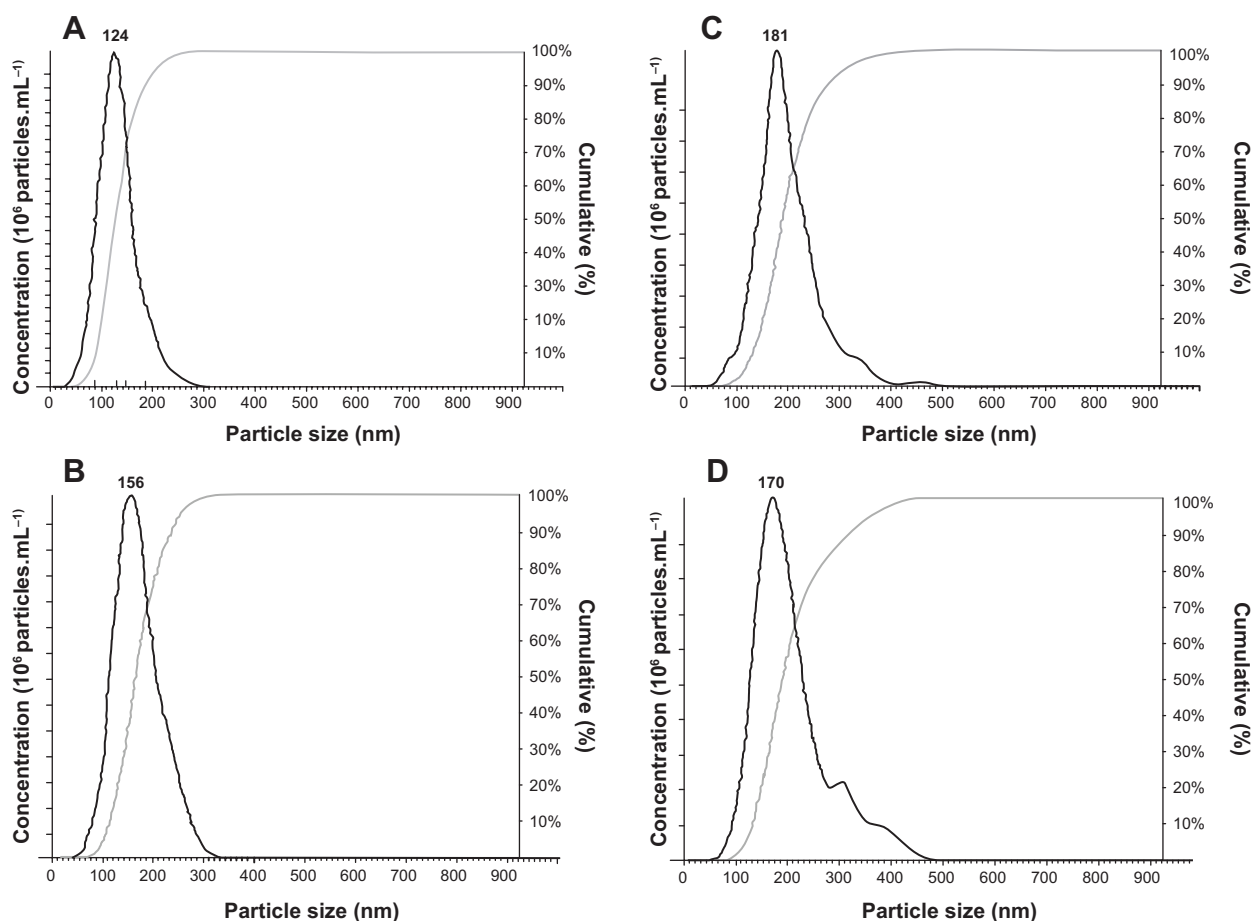 A
124
Concentration (10⁶ particles.mL⁻¹)
100%
90%
80%
70%
60%
50%
40%
30%
10%
10%
Cumulative (%)
0 100 200 300 400 500 600 700 800 900
Particle size (nm)
C
181
Concentration (10⁶ particles.mL⁻¹)
100%
90%
80%
70%
60%
50%
40%
30%
20%
10%
Cumulative (%)
0 100 200 300 400 500 600 700 800 900
Particle size (nm)
B
156
Concentration (10⁶ particles.mL⁻¹)
100%
90%
80%
70%
60%
50%
40%
30%
20%
10%
Cumulative (%)
0 100 200 300 400 500 600 700 800 900
Particle size (nm)
D
170
Concentration (10⁶ particles.mL⁻¹)
100%
90%
80%
70%
60%
50%
40%
30%
20%
10%
Cumulative (%)
0 100 200 300 400 500 600 700 800 900
Particle size (nm)